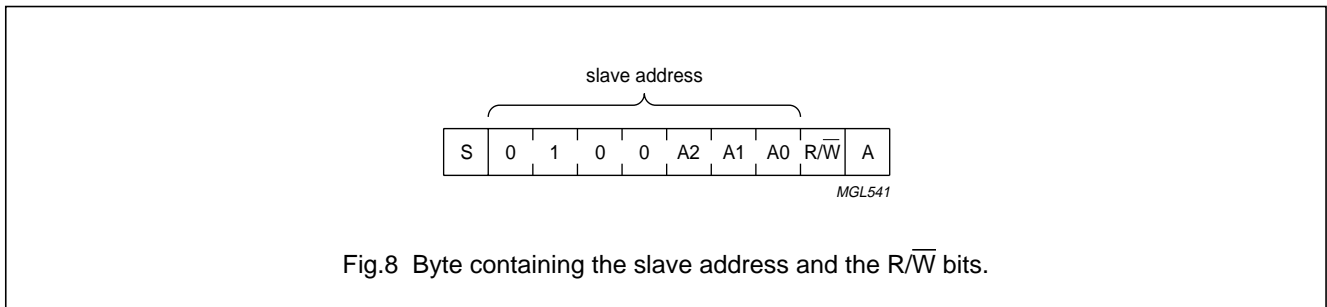 slave address
S 0 1 0 0 A2 A1 A0 R/W̅ A
MGL541
Fig.8 Byte containing the slave address and the R/W̅ bits.